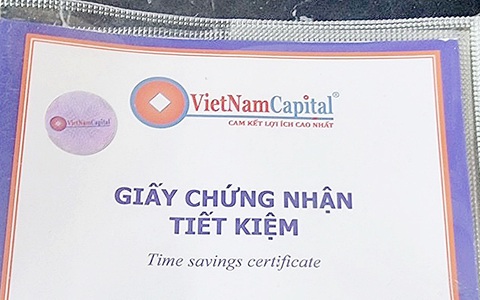 VietNamCapital®
CAM KẾT LỢI ÍCH CAO NHẤT
VietNamCapital
GIẤY CHỨNG NHẬN
TIẾT KIỆM
Time savings certificate